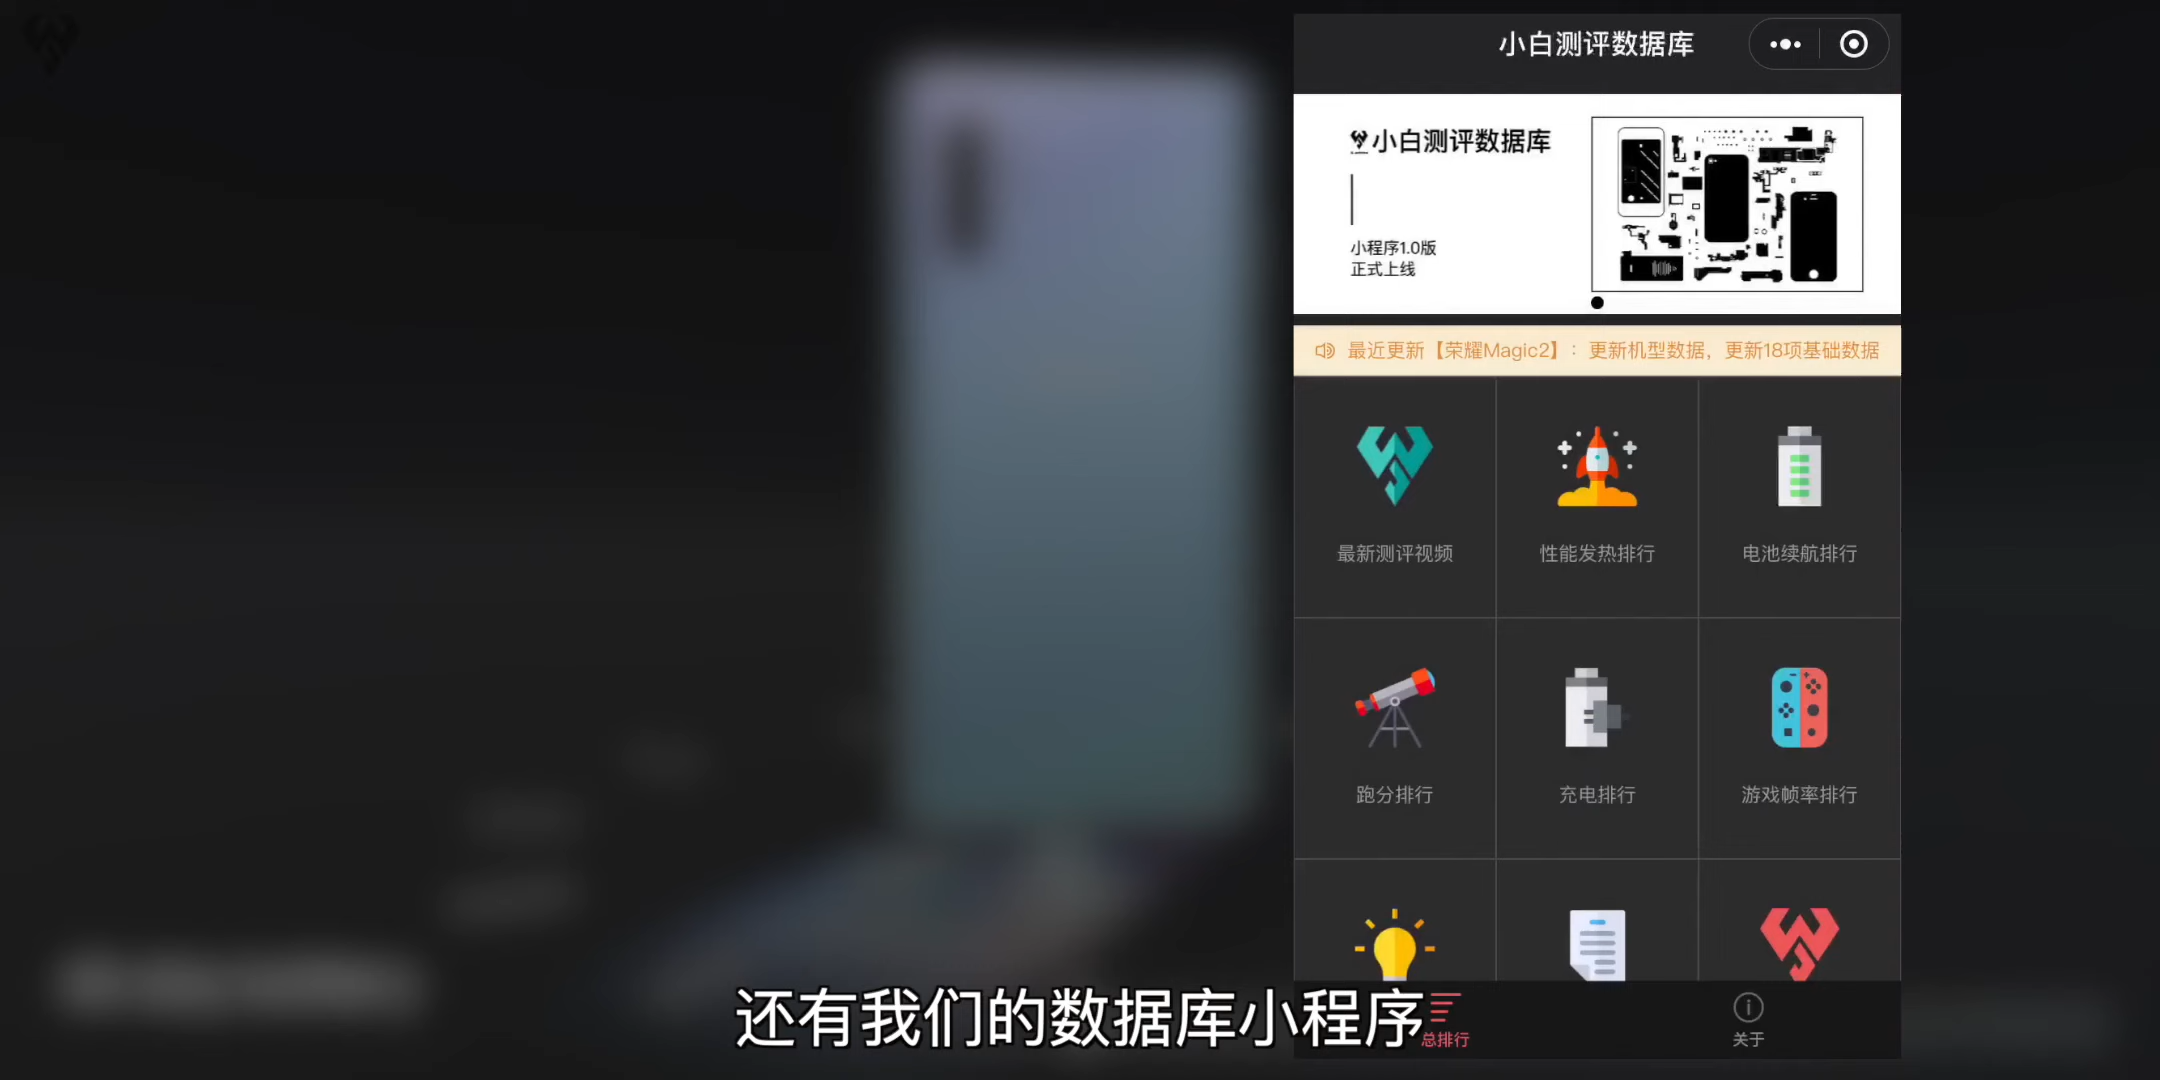 小白测评数据库
小白测评数据库
小程序1.0版
正式上线
最近更新【荣耀Magic2】：更新机型数据，更新18项基础数据
最新测评视频
性能发热排行
电池续航排行
跑分排行
充电排行
游戏帧率排行
还有我们的数据库小程序
总排行
关于